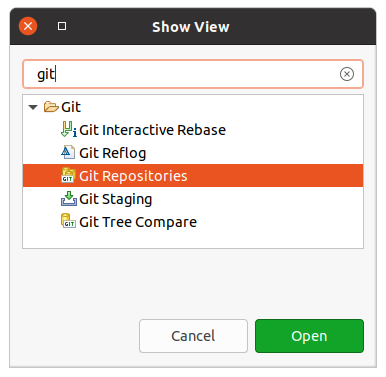 Show View
git
Git
Git Interactive Rebase
Git Reflog
Git Repositories
Git Staging
Git Tree Compare
Cancel
Open